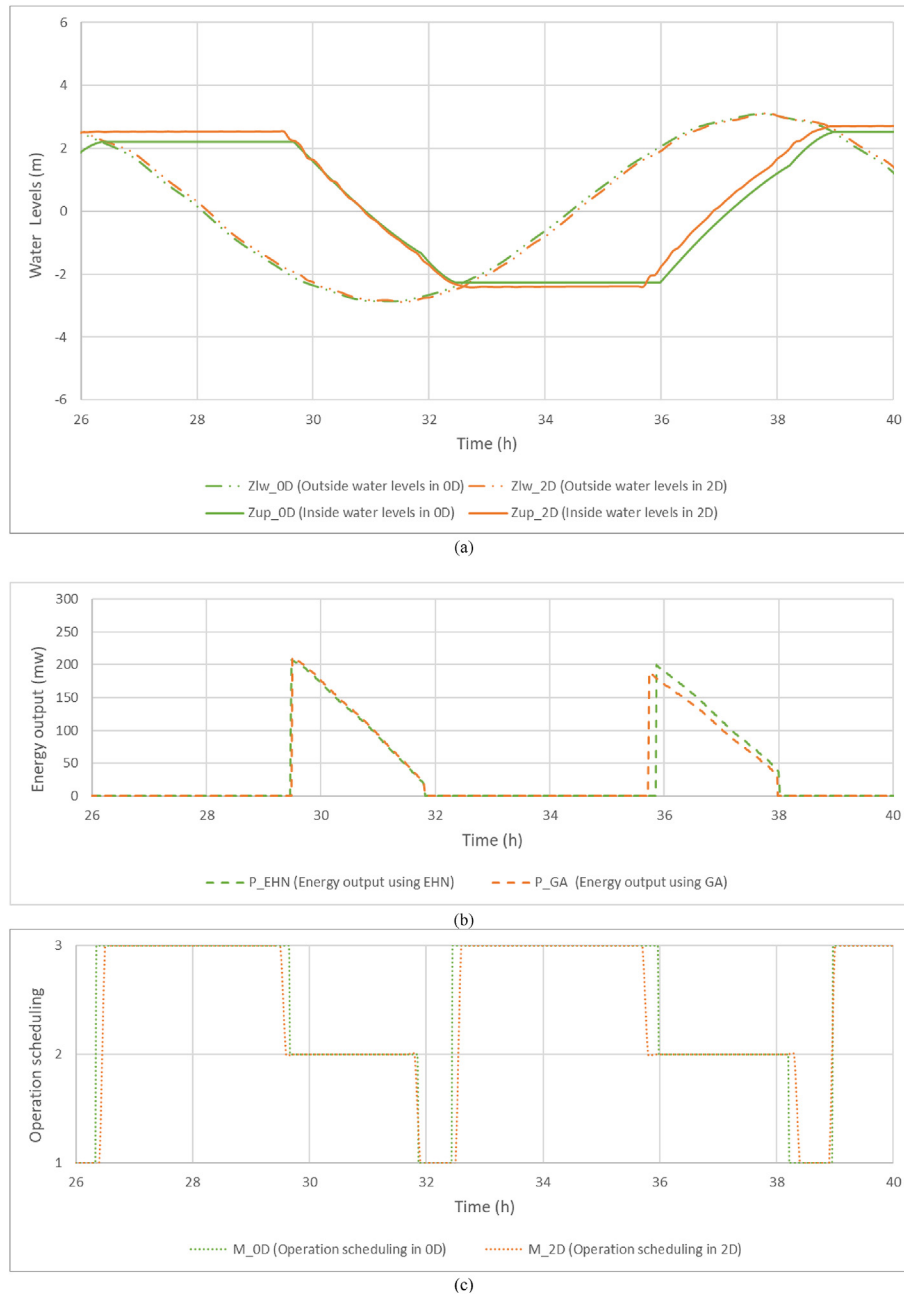 6
4
2
0
-2
-4
-6
Water Levels (m)
26 28 30 32 34 36 38 40
Time (h)
Zlw_0D (Outside water levels in 0D) Zlw_2D (Outside water levels in 2D)
Zup_0D (Inside water levels in 0D) Zup_2D (Inside water levels in 2D)
(a)
300
250
200
150
100
50
0
Energy output (mw)
26 28 30 32 34 36 38 40
Time (h)
P_EHN (Energy output using EHN) P_GA (Energy output using GA)
(b)
3
2
1
Operation scheduling
26 28 30 32 34 36 38 40
Time (h)
M_0D (Operation scheduling in 0D) M_2D (Operation scheduling in 2D)
(c)